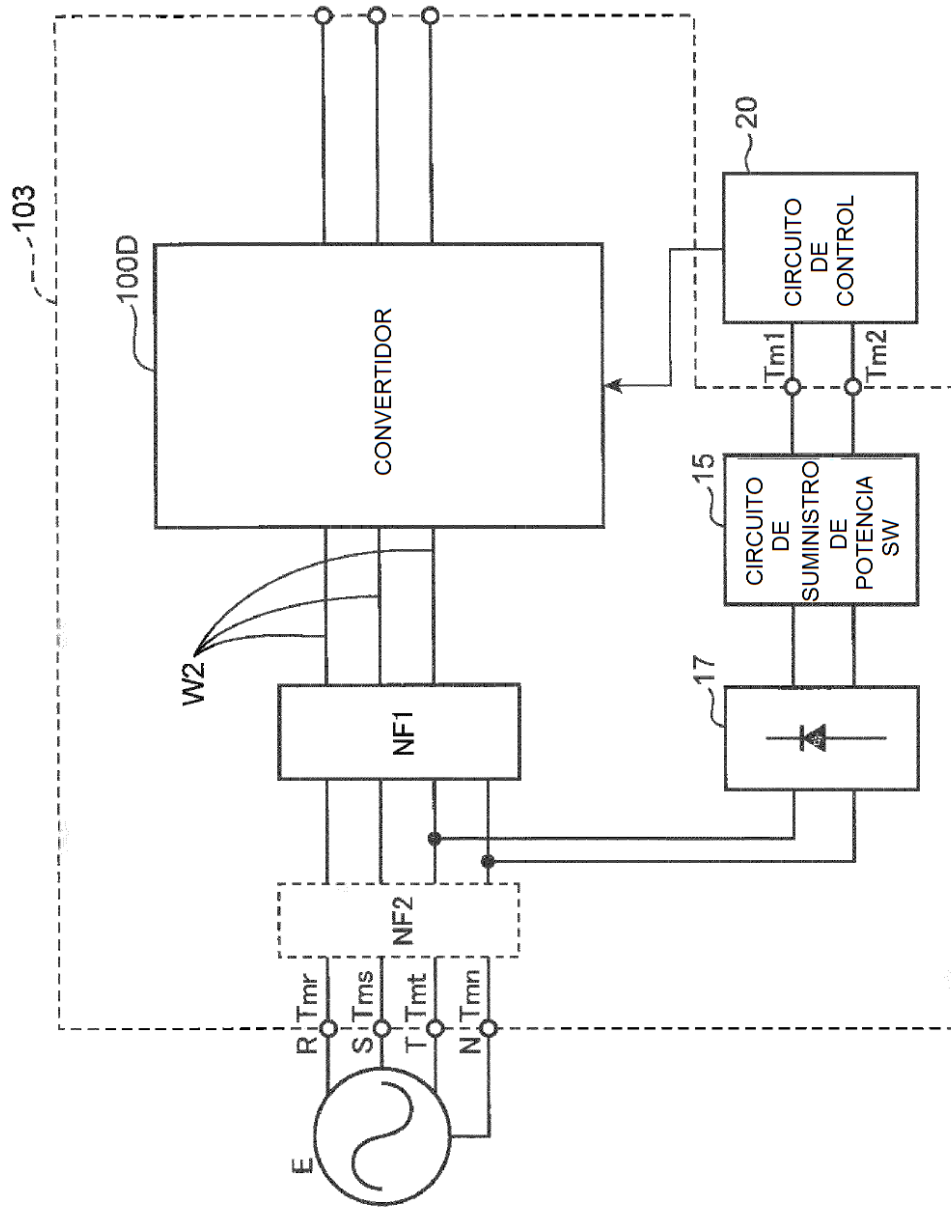 103
100D
CONVERTIDOR
W2
NF1
NF2
E
R
Tmr
S
Tms
T
Tmt
N
Tmn
20
CIRCUITO
DE
CONTROL
Tm1
Tm2
15
CIRCUITO
DE
SUMINISTRO
DE
POTENCIA
SW
17